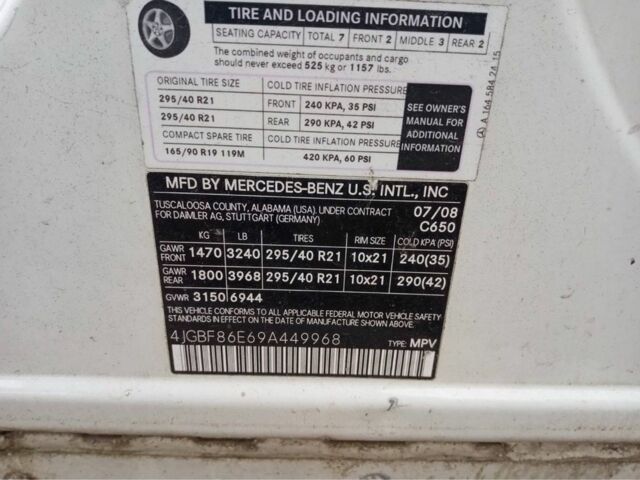 TIRE AND LOADING INFORMATION
SEATING CAPACITY TOTAL 7 FRONT 2 MIDDLE 3 REAR 2
The combined weight of occupants and cargo
should never exceed 525 kg or 1157 lbs.
ORIGINAL TIRE SIZE COLD TIRE INFLATION PRESSURE
295/40 R21 FRONT 240 KPA, 35 PSI
295/40 R21 REAR 290 KPA, 42 PSI
COMPACT SPARE TIRE COLD TIRE INFLATION PRESSURE
165/90 R19 119M 420 KPA, 60 PSI
SEE OWNER'S
MANUAL FOR
ADDITIONAL
INFORMATION
A 164 584 24 15
MFD BY MERCEDES-BENZ U.S. INTL., INC
TUSCALOOSA COUNTY, ALABAMA (USA). UNDER CONTRACT 07/08
FOR DAIMLER AG, STUTTGART (GERMANY) C650
KG LB TIRES RIM SIZE COLD KPA (PSI)
GAWR FRONT 1470 3240 295/40 R21 10x21 240(35)
GAWR REAR 1800 3968 295/40 R21 10x21 290(42)
GVWR 3150 6944
THIS VEHICLE CONFORMS TO ALL APPLICABLE FEDERAL MOTOR VEHICLE SAFETY
STANDARDS IN EFFECT ON THE DATE OF MANUFACTURE SHOWN ABOVE.
4JGBF86E69A449968 TYPE: MPV